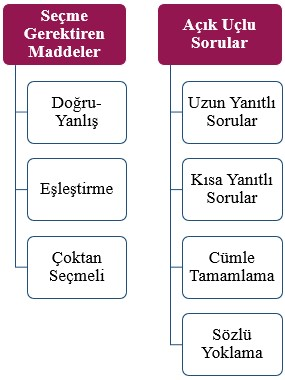 Seçme
Gerektiren
Maddeler
Doğru-
Yanlış
Eşleştirme
Çoktan
Seçmeli
Açık Uçlu
Sorular
Uzun Yanıtlı
Sorular
Kısa Yanıtlı
Sorular
Cümle
Tamamlama
Sözlü
Yoklama